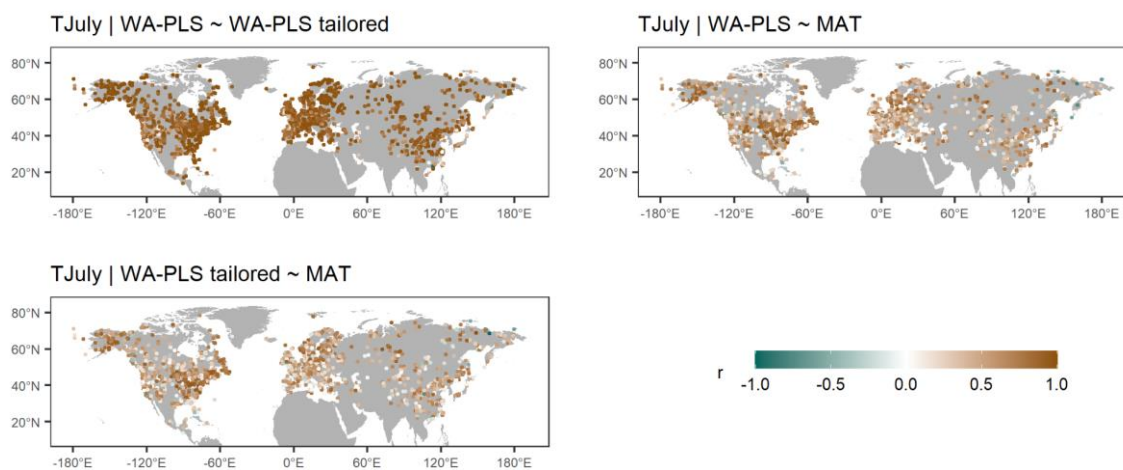 TJuly | WA-PLS ~ WA-PLS tailored
80°N
60°N
40°N
20°N
-180°E -120°E -60°E 0°E 60°E 120°E 180°E
TJuly | WA-PLS ~ MAT
80°N
60°N
40°N
20°N
-180°E -120°E -60°E 0°E 60°E 120°E 180°E
TJuly | WA-PLS tailored ~ MAT
80°N
60°N
40°N
20°N
-180°E -120°E -60°E 0°E 60°E 120°E 180°E
r
-1.0 -0.5 0.0 0.5 1.0